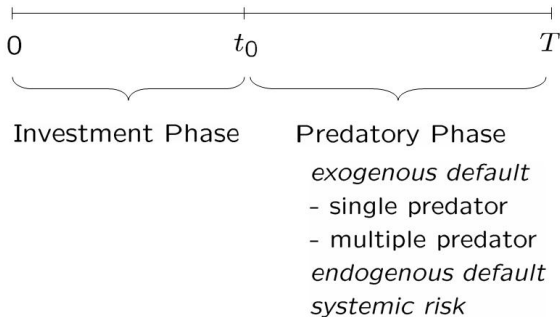 0 t₀ T
Investment Phase Predatory Phase
exogenous default
- single predator
- multiple predator
endogenous default
systemic risk